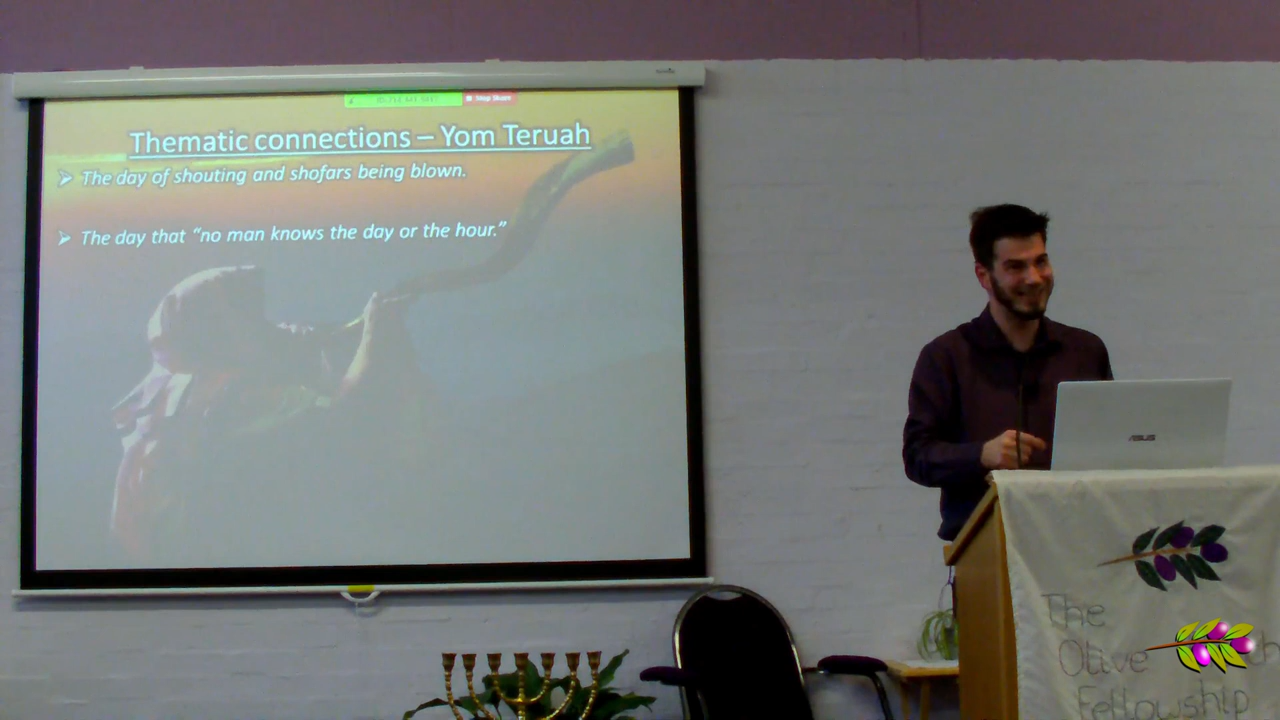 Stop Share
Thematic connections – Yom Teruah
➢ The day of shouting and shofars being blown.
➢ The day that “no man knows the day or the hour.”
ASUS
The
Olive
Fellowship